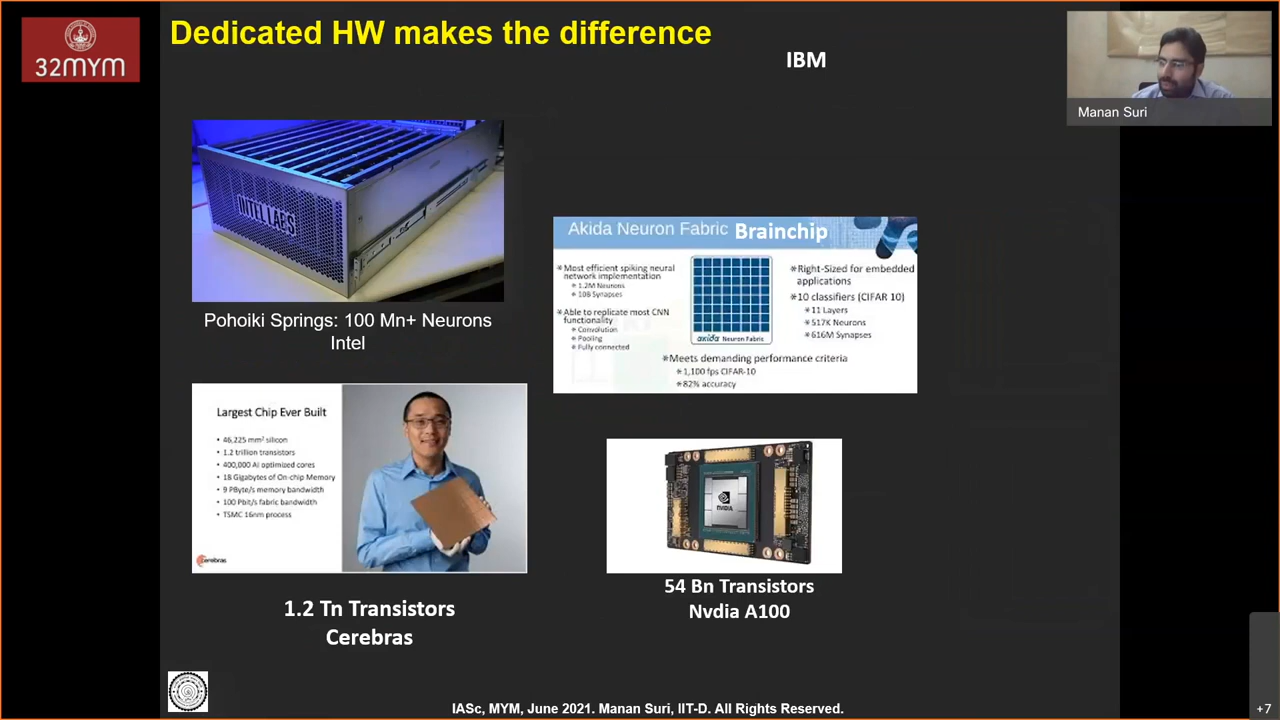 Dedicated HW makes the difference
32MYM
IBM
Manan Suri
INTEL LABS
Pohoiki Springs: 100 Mn+ Neurons
Intel
Akida Neuron Fabric Brainchip
Most efficient spiking neural
network implementation
1.2M Neurons
10B Synapses
Able to replicate most CNN
functionality
Convolution
Pooling
Fully connected
akida Neuron Fabric
Right-Sized for embedded
applications
10 classifiers (CIFAR 10)
11 Layers
517K Neurons
616M Synapses
Meets demanding performance criteria
1,100 fps CIFAR-10
82% accuracy
Largest Chip Ever Built
• 46,225 mm² silicon
• 1.2 trillion transistors
• 400,000 AI optimized cores
• 18 Gigabytes of On-chip Memory
• 9 PByte/s memory bandwidth
• 100 Pbit/s fabric bandwidth
• TSMC 16nm process
cerebras
1.2 Tn Transistors
Cerebras
NVIDIA
54 Bn Transistors
Nvdia A100
IASc, MYM, June 2021. Manan Suri, IIT-D. All Rights Reserved.
+7